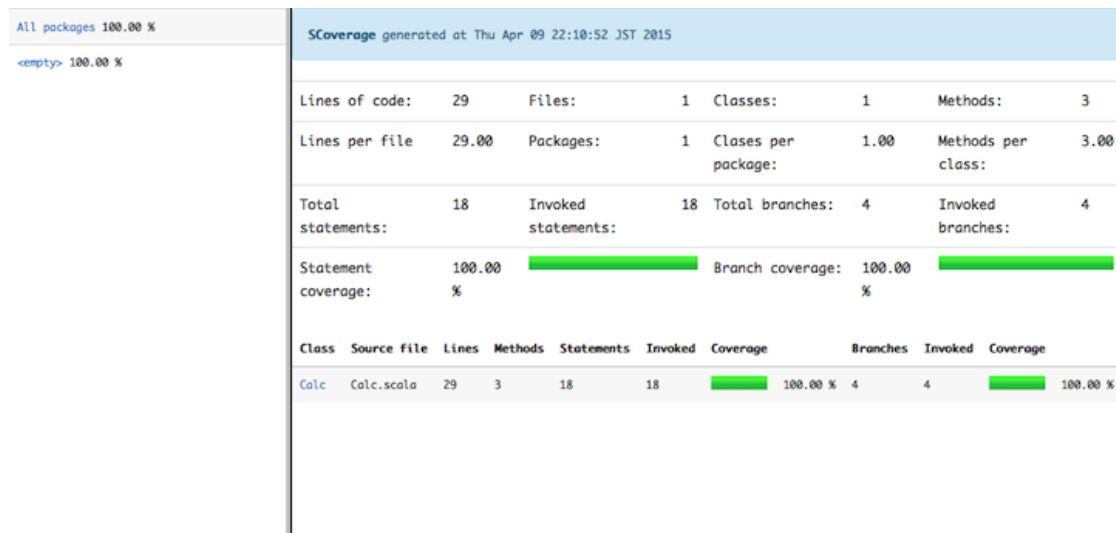 All packages 100.00 %
<empty> 100.00 %
SCoverage generated at Thu Apr 09 22:10:52 JST 2015
Lines of code: 29 Files: 1 Classes: 1 Methods: 3
Lines per file 29.00 Packages: 1 Clases per package: 1.00 Methods per class: 3.00
Total statements: 18 Invoked statements: 18 Total branches: 4 Invoked branches: 4
Statement coverage: 100.00 % Branch coverage: 100.00 %
Class Source file Lines Methods Statements Invoked Coverage Branches Invoked Coverage
Calc Calc.scala 29 3 18 18 100.00 % 4 4 100.00 %